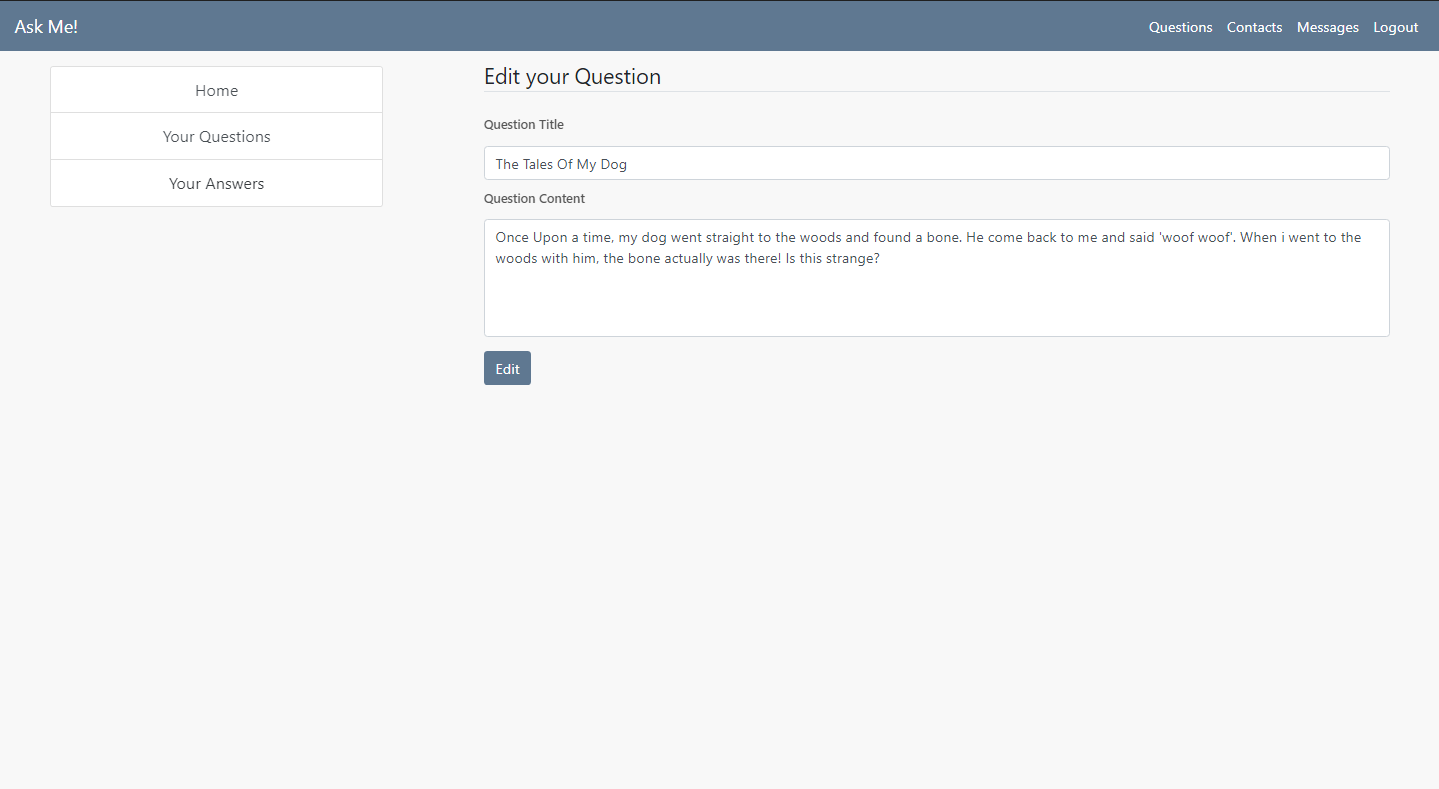 Ask Me!
Questions Contacts Messages Logout
Home
Your Questions
Your Answers
Edit your Question
Question Title
The Tales Of My Dog
Question Content
Once Upon a time, my dog went straight to the woods and found a bone. He come back to me and said 'woof woof'. When i went to the
woods with him, the bone actually was there! Is this strange?
Edit